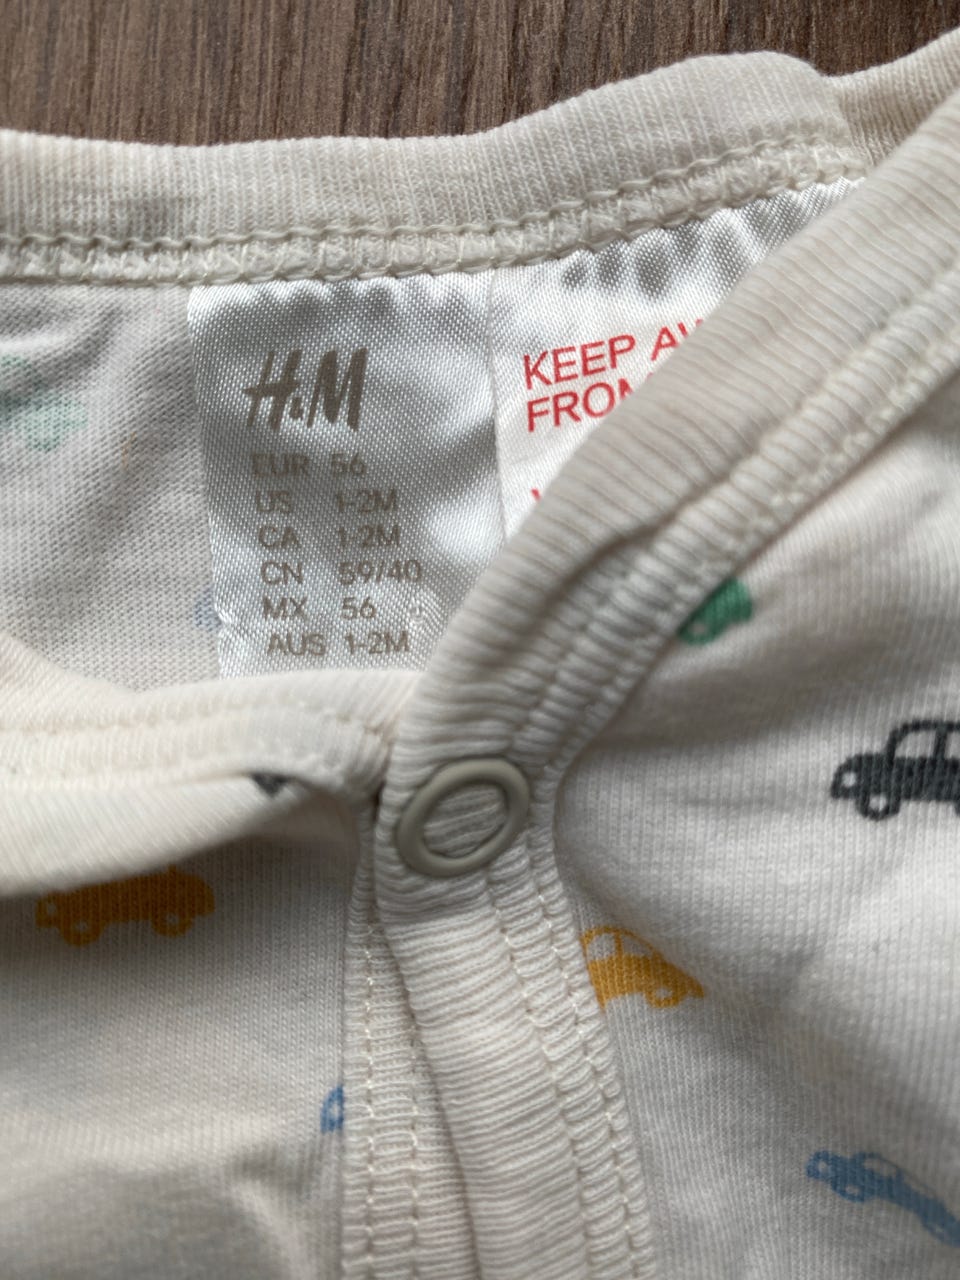 H&M
EUR 56
US 1-2M
CA 1-2M
CN 59/40
MX 56
AUS 1-2M
KEEP
FROM